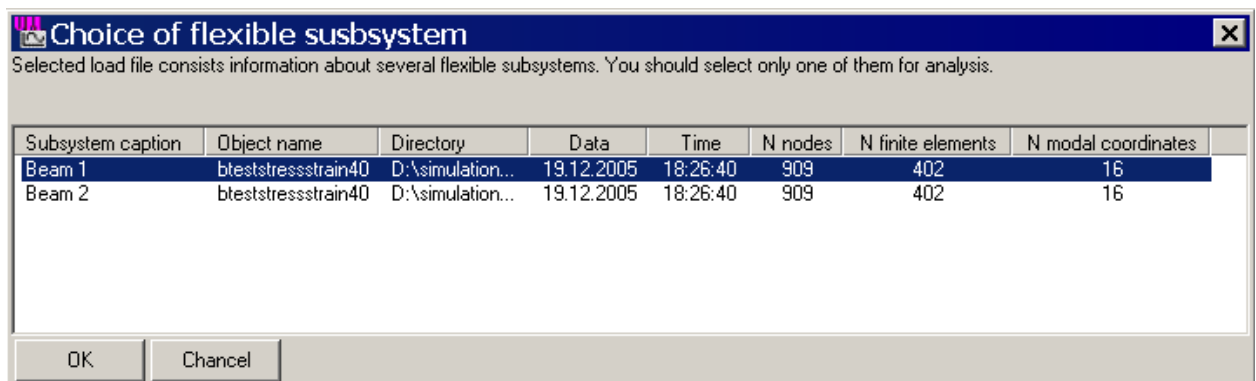 Choice of flexible susbsystem
Selected load file consists information about several flexible subsystems. You should select only one of them for analysis.
Subsystem caption Object name Directory Data Time N nodes N finite elements N modal coordinates
Beam 1 bteststressstrain40 D:\simulation... 19.12.2005 18:26:40 909 402 16
Beam 2 bteststressstrain40 D:\simulation... 19.12.2005 18:26:40 909 402 16
OK Chancel